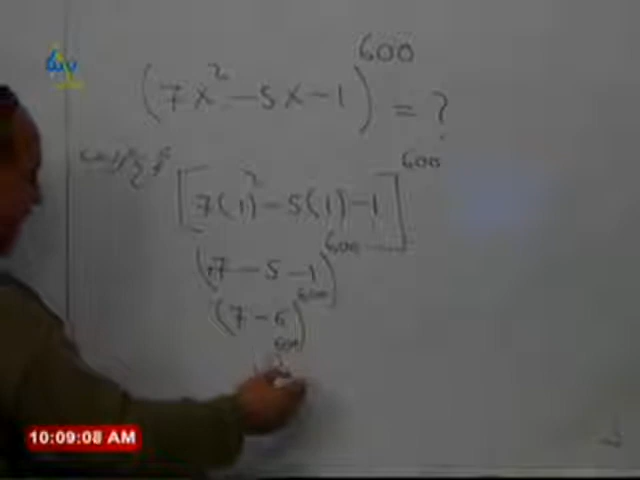 (7x² - 5x - 1)⁶⁰⁰ = ?
[7(1)² - 5(1) - 1]⁶⁰⁰
(7 - 5 - 1)⁶⁰⁰
(7 - 6)⁶⁰⁰
10:09:08 AM